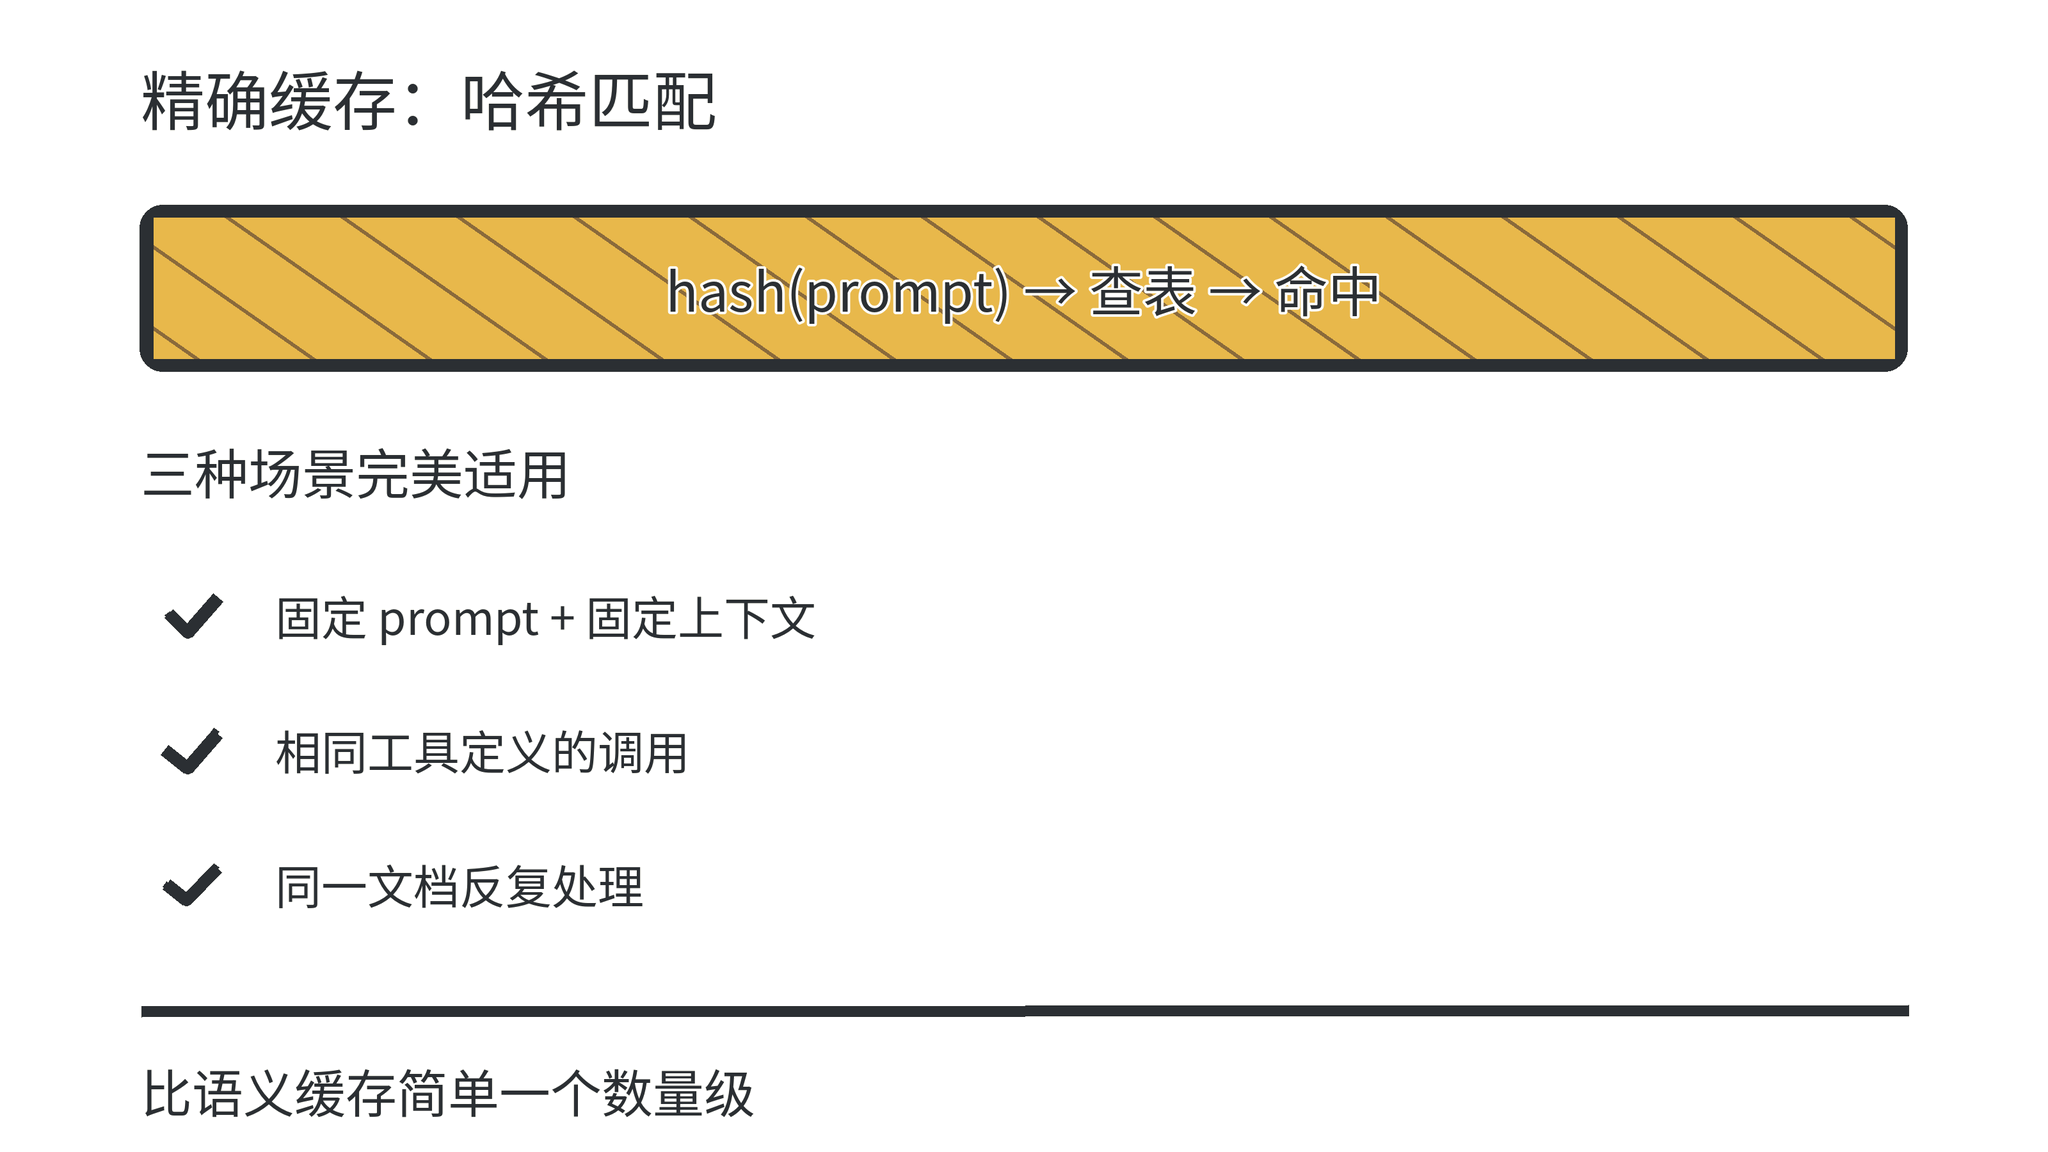 精确缓存：哈希匹配
hash(prompt) → 查表 → 命中
三种场景完美适用
固定 prompt + 固定上下文
相同工具定义的调用
同一文档反复处理
比语义缓存简单一个数量级